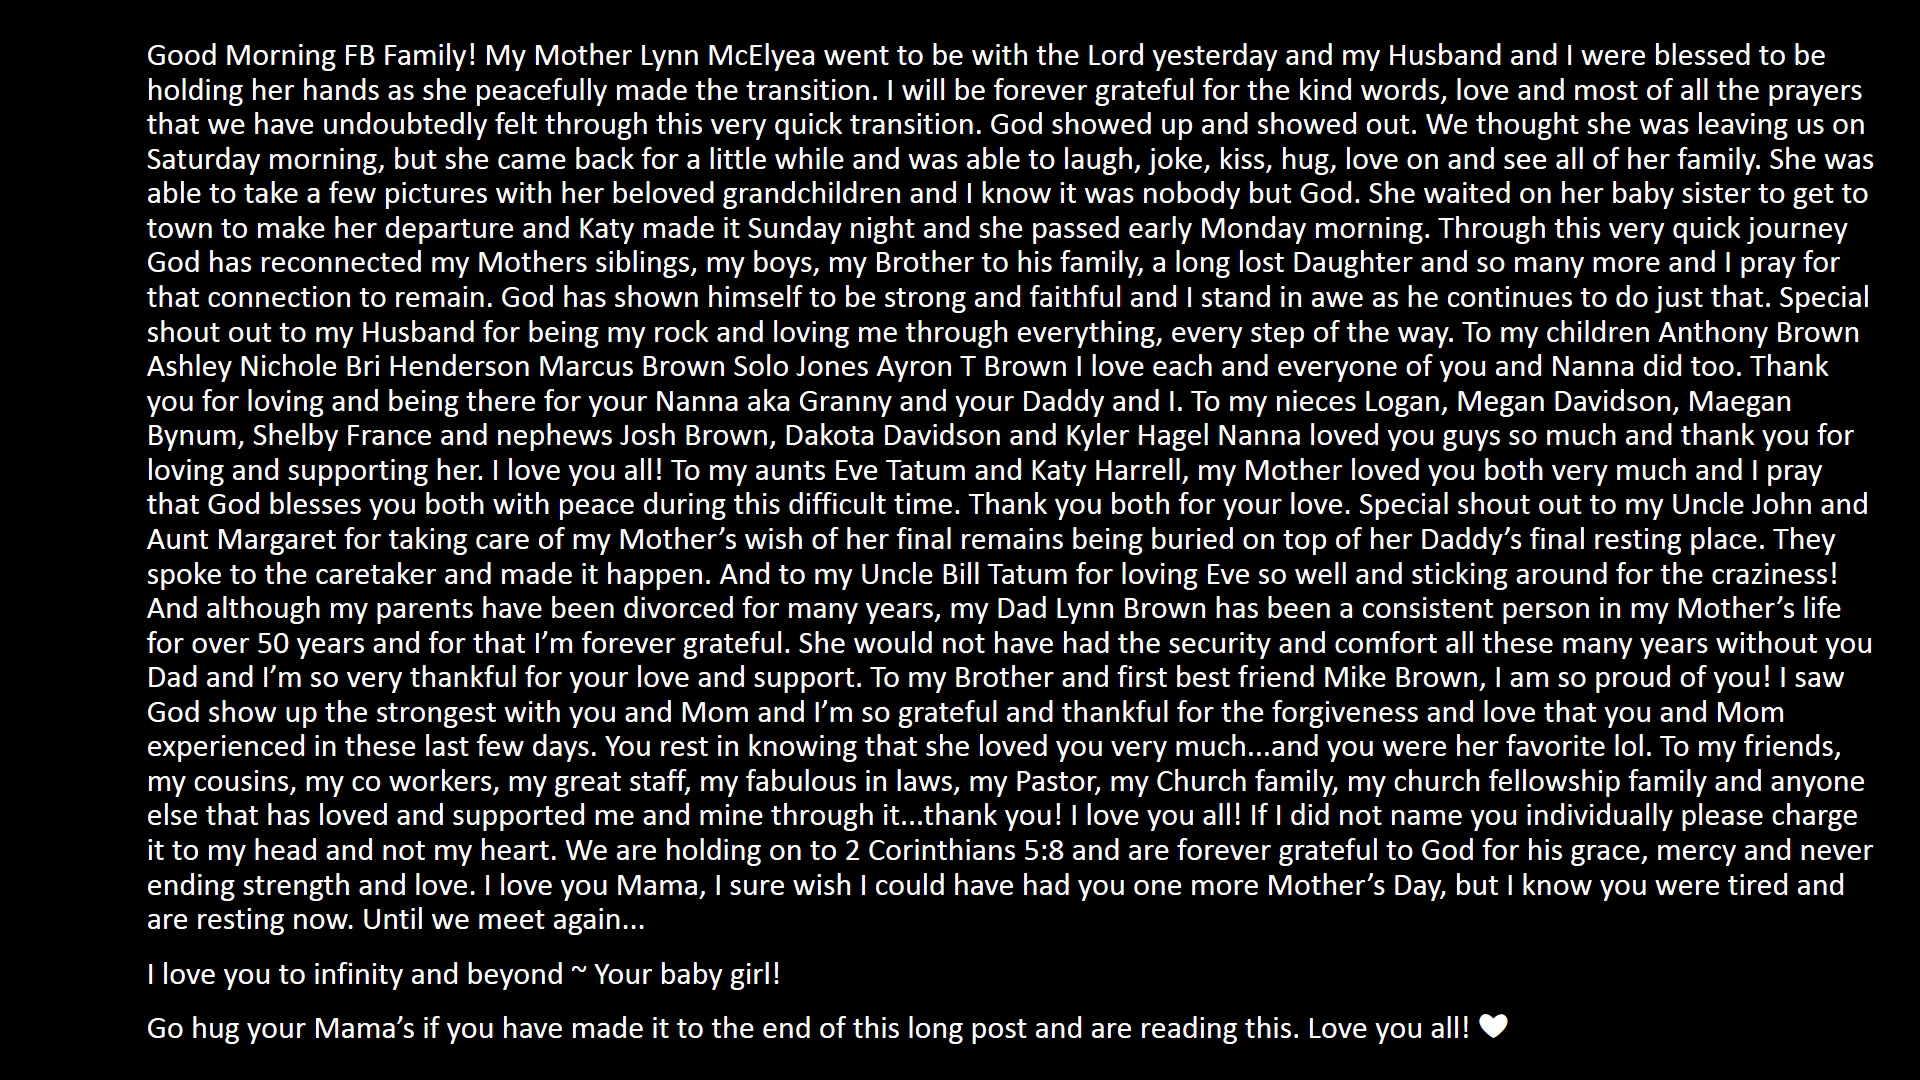 Good Morning FB Family! My Mother Lynn McElyea went to be with the Lord yesterday and my Husband and I were blessed to be
holding her hands as she peacefully made the transition. I will be forever grateful for the kind words, love and most of all the prayers
that we have undoubtedly felt through this very quick transition. God showed up and showed out. We thought she was leaving us on
Saturday morning, but she came back for a little while and was able to laugh, joke, kiss, hug, love on and see all of her family. She was
able to take a few pictures with her beloved grandchildren and I know it was nobody but God. She waited on her baby sister to get to
town to make her departure and Katy made it Sunday night and she passed early Monday morning. Through this very quick journey
God has reconnected my Mothers siblings, my boys, my Brother to his family, a long lost Daughter and so many more and I pray for
that connection to remain. God has shown himself to be strong and faithful and I stand in awe as he continues to do just that. Special
shout out to my Husband for being my rock and loving me through everything, every step of the way. To my children Anthony Brown
Ashley Nichole Bri Henderson Marcus Brown Solo Jones Ayron T Brown I love each and everyone of you and Nanna did too. Thank
you for loving and being there for your Nanna aka Granny and your Daddy and I. To my nieces Logan, Megan Davidson, Maegan
Bynum, Shelby France and nephews Josh Brown, Dakota Davidson and Kyler Hagel Nanna loved you guys so much and thank you for
loving and supporting her. I love you all! To my aunts Eve Tatum and Katy Harrell, my Mother loved you both very much and I pray
that God blesses you both with peace during this difficult time. Thank you both for your love. Special shout out to my Uncle John and
Aunt Margaret for taking care of my Mother’s wish of her final remains being buried on top of her Daddy’s final resting place. They
spoke to the caretaker and made it happen. And to my Uncle Bill Tatum for loving Eve so well and sticking around for the craziness!
And although my parents have been divorced for many years, my Dad Lynn Brown has been a consistent person in my Mother’s life
for over 50 years and for that I’m forever grateful. She would not have had the security and comfort all these many years without you
Dad and I’m so very thankful for your love and support. To my Brother and first best friend Mike Brown, I am so proud of you! I saw
God show up the strongest with you and Mom and I’m so grateful and thankful for the forgiveness and love that you and Mom
experienced in these last few days. You rest in knowing that she loved you very much...and you were her favorite lol. To my friends,
my cousins, my co workers, my great staff, my fabulous in laws, my Pastor, my Church family, my church fellowship family and anyone
else that has loved and supported me and mine through it...thank you! I love you all! If I did not name you individually please charge
it to my head and not my heart. We are holding on to 2 Corinthians 5:8 and are forever grateful to God for his grace, mercy and never
ending strength and love. I love you Mama, I sure wish I could have had you one more Mother’s Day, but I know you were tired and
are resting now. Until we meet again...
I love you to infinity and beyond ~ Your baby girl!
Go hug your Mama’s if you have made it to the end of this long post and are reading this. Love you all! ♥